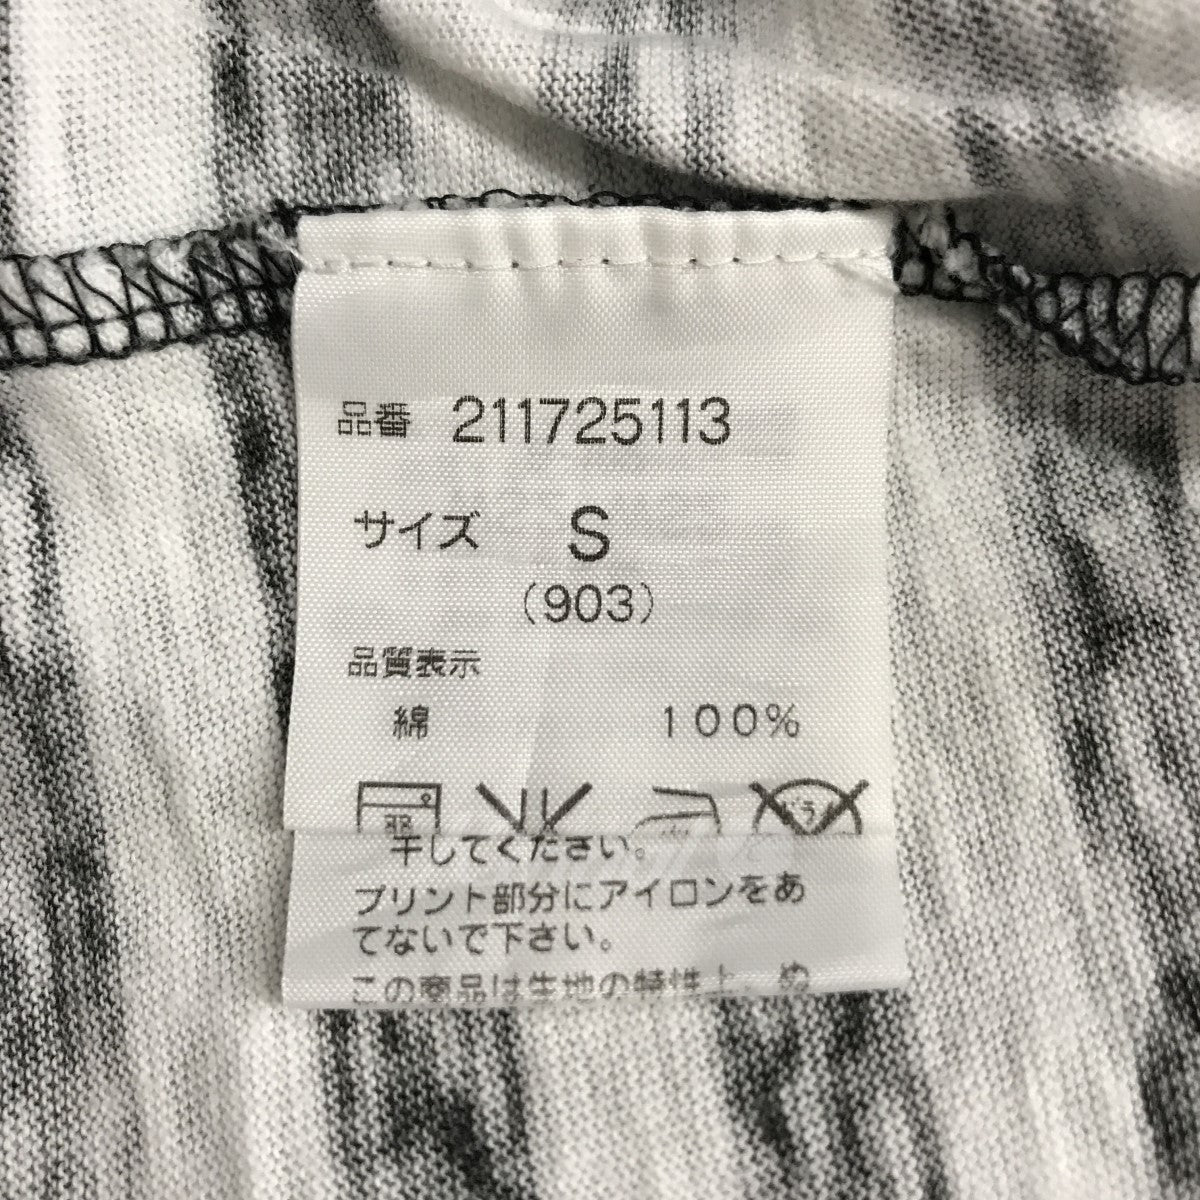 品番 211725113
サイズ S
(903)
品質表示
綿 100%
干してください。
プリント部分にアイロンをあ
てないで下さい。
この商品は生地の特性上、め